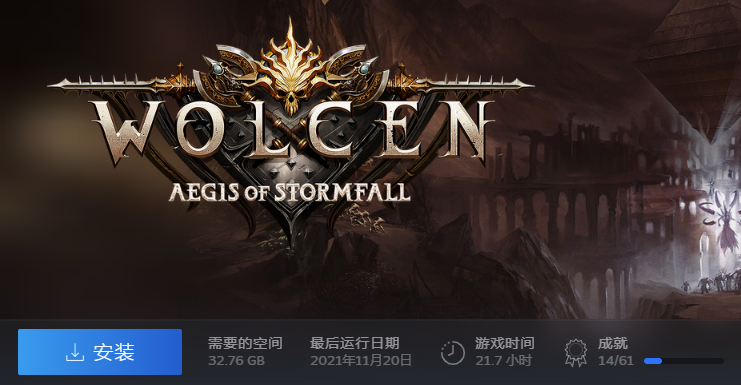 WOLCEN
AEGIS OF STORMFALL
安装
需要的空间
32.76 GB
最后运行日期
2021年11月20日
游戏时间
21.7 小时
成就
14/61